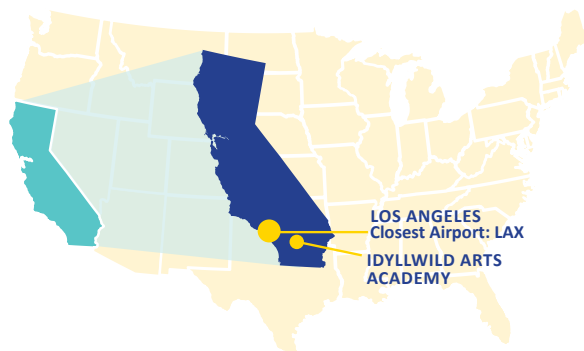 LOS ANGELES
Closest Airport: LAX
IDYLLWILD ARTS
ACADEMY